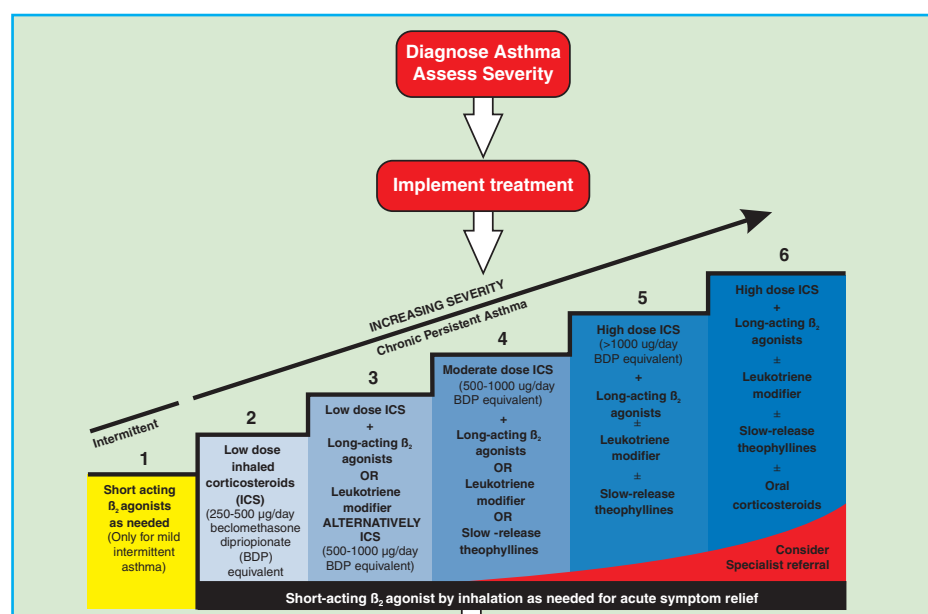 Diagnose Asthma
Assess Severity
Implement treatment
INCREASING SEVERITY
Intermittent
Chronic Persistent Asthma
1
Short acting
ß₂ agonists
as needed
(Only for mild
intermittent
asthma)
2
Low dose
inhaled
corticosteroids
(ICS)
(250-500 µg/day
beclomethasone
dipriopionate
(BDP)
equivalent
3
Low dose ICS
+
Long-acting ß₂
agonists
OR
Leukotriene
modifier
ALTERNATIVELY
ICS
(500-1000 µg/day
BDP equivalent)
4
Moderate dose ICS
(500-1000 ug/day
BDP equivalent)
+
Long-acting ß₂
agonists
OR
Leukotriene
modifier
OR
Slow -release
theophyllines
5
High dose ICS
(>1000 ug/day
BDP equivalent)
+
Long-acting ß₂
agonists
±
Leukotriene
modifier
±
Slow-release
theophyllines
6
High dose ICS
+
Long-acting ß₂
agonists
±
Leukotriene
modifier
±
Slow-release
theophyllines
±
Oral
corticosteroids
Consider
Specialist referral
Short-acting ß₂ agonist by inhalation as needed for acute symptom relief